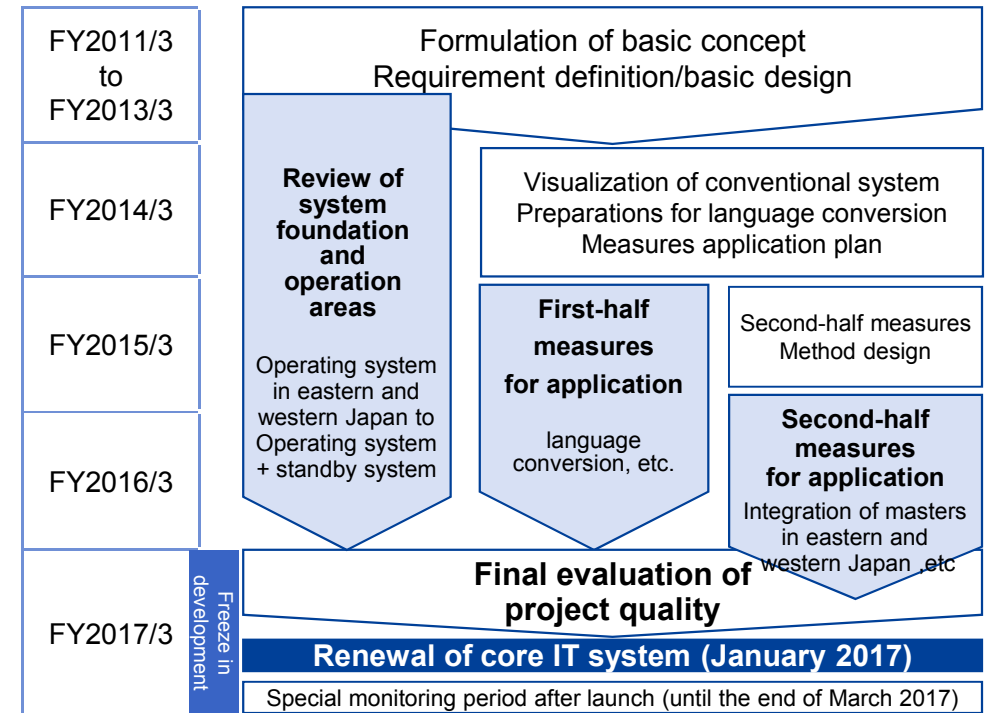 FY2011/3
to
FY2013/3
Formulation of basic concept
Requirement definition/basic design
Review of
system
foundation
and
operation
areas
Operating system
in eastern and
western Japan to
Operating system
+ standby system
FY2014/3
Visualization of conventional system
Preparations for language conversion
Measures application plan
FY2015/3
First-half
measures
for application
language
conversion, etc.
Second-half measures
Method design
FY2016/3
Second-half
measures
for application
Integration of masters
in eastern and
western Japan ,etc
FY2017/3
Freeze in
development
Final evaluation of
project quality
Renewal of core IT system (January 2017)
Special monitoring period after launch (until the end of March 2017)